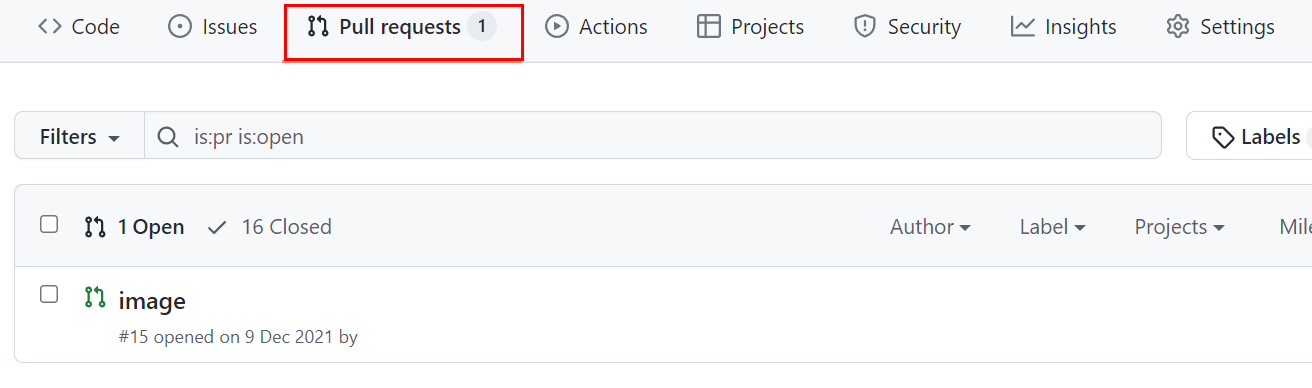 Code Issues Pull requests 1 Actions Projects Security Insights Settings
Filters is:pr is:open Labels
1 Open 16 Closed Author Label Projects
image
#15 opened on 9 Dec 2021 by